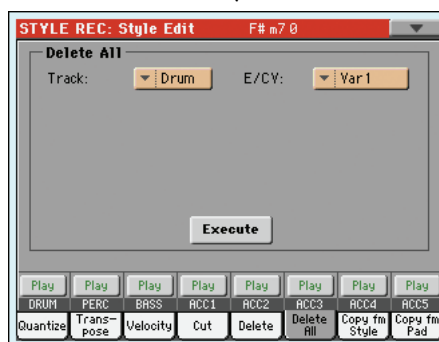 STYLE REC: Style Edit F#m7 0
Delete All
Track: Drum E/CV: Var1
Execute
Play Play Play Play Play Play Play Play
DRUM PERC BASS ACC1 ACC2 ACC3 ACC4 ACC5
Quantize Trans-pose Velocity Cut Delete Delete All Copy fm Style Copy fm Pad